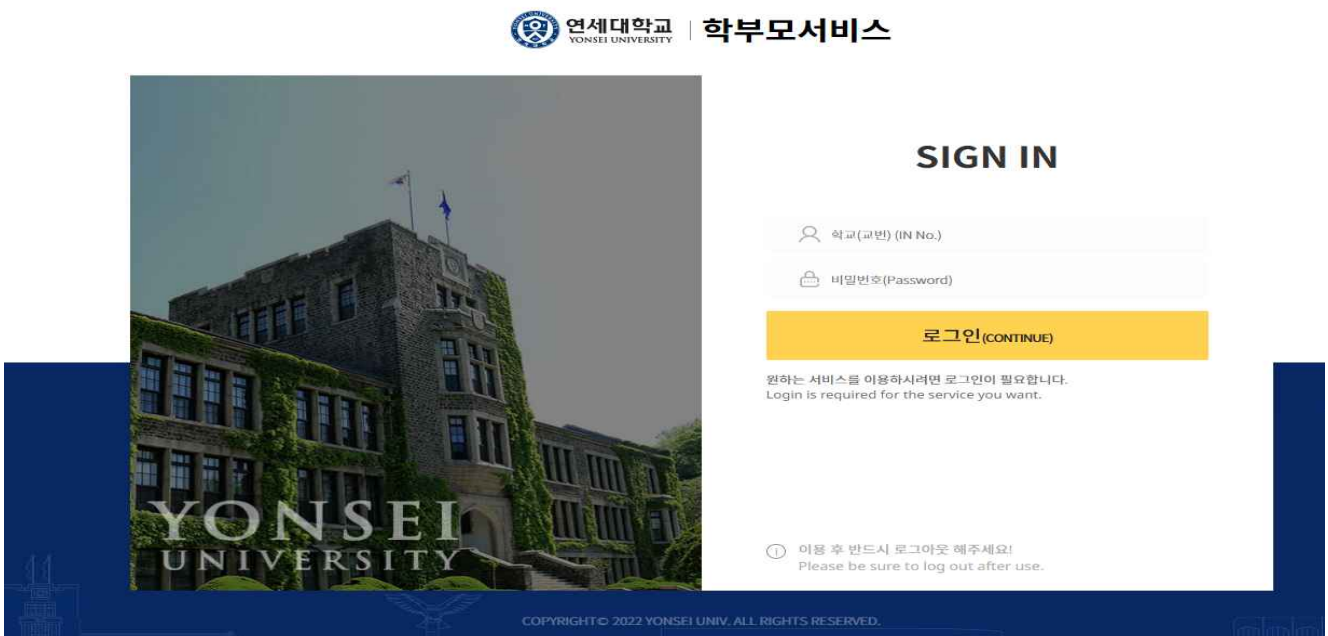 연세대학교
YONSEI UNIVERSITY
학부모서비스
SIGN IN
학교(교번) (IN No.)
비밀번호(Password)
로그인(CONTINUE)
원하는 서비스를 이용하시려면 로그인이 필요합니다.
Login is required for the service you want.
YONSEI
UNIVERSITY
이용 후 반드시 로그아웃 해주세요!
Please be sure to log out after use.
COPYRIGHT© 2022 YONSEI UNIV. ALL RIGHTS RESERVED.